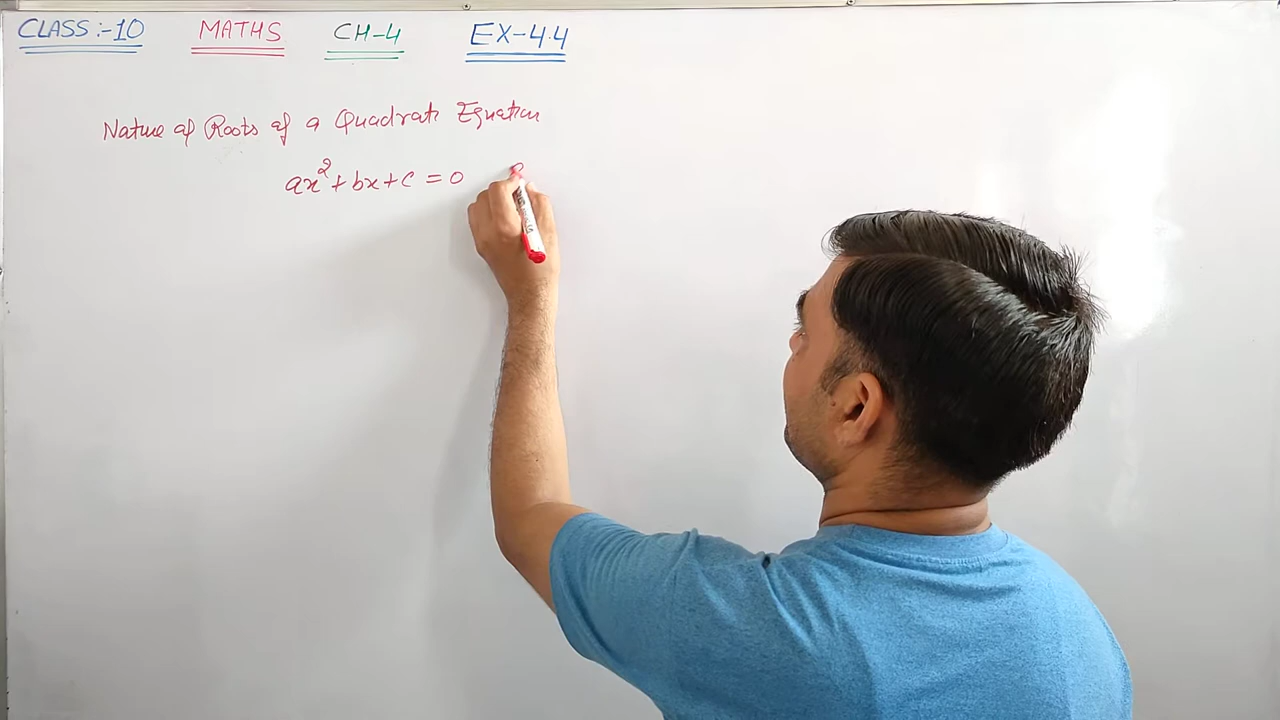 CLASS:-10 MATHS CH-4 EX-4.4
Nature of Roots of a Quadratic Equation
ax²+bx+c=0